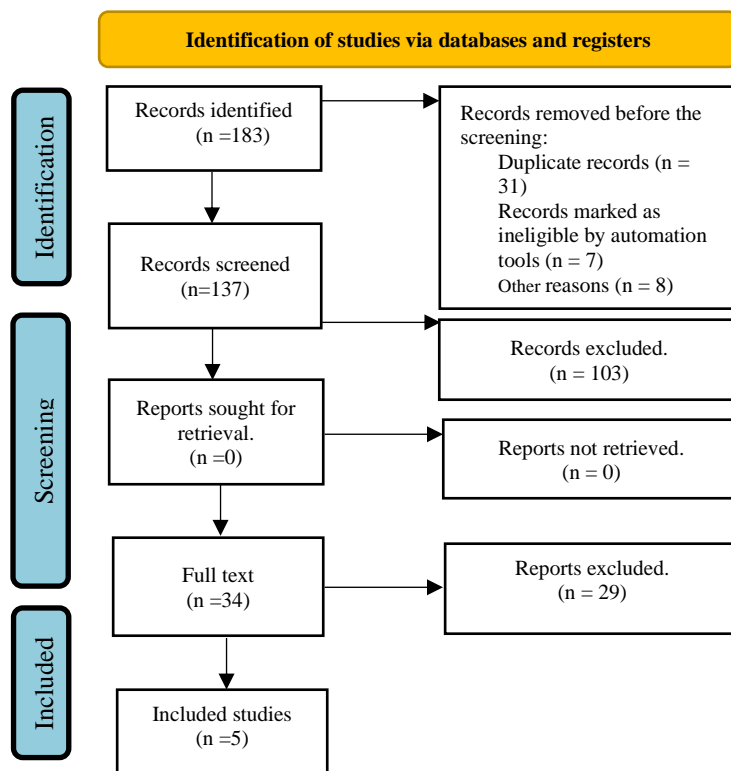 Identification of studies via databases and registers
Identification
Records identified
(n =183)
Records removed before the
screening:
Duplicate records (n =
31)
Records marked as
ineligible by automation
tools (n = 7)
Other reasons (n = 8)
Records screened
(n=137)
Screening
Records excluded.
(n = 103)
Reports sought for
retrieval.
(n =0)
Reports not retrieved.
(n = 0)
Full text
(n =34)
Reports excluded.
(n = 29)
Included
Included studies
(n =5)